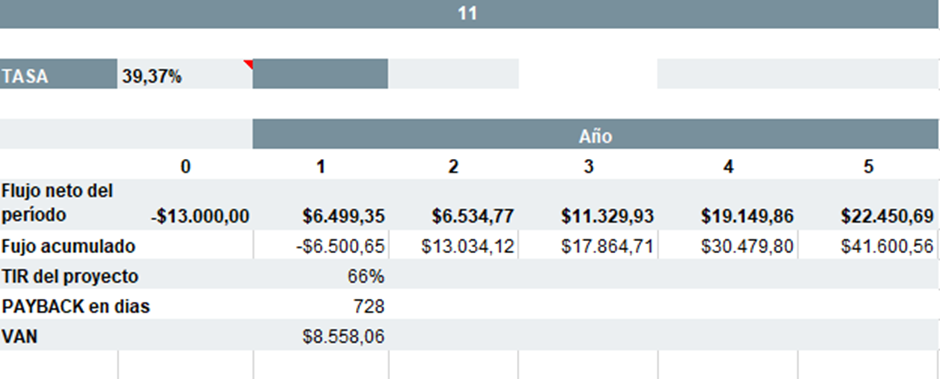 11
TASA 39,37%
Año
0 1 2 3 4 5
Flujo neto del
período -$13.000,00 $6.499,35 $6.534,77 $11.329,93 $19.149,86 $22.450,69
Fujo acumulado -$6.500,65 $13.034,12 $17.864,71 $30.479,80 $41.600,56
TIR del proyecto 66%
PAYBACK en dias 728
VAN $8.558,06